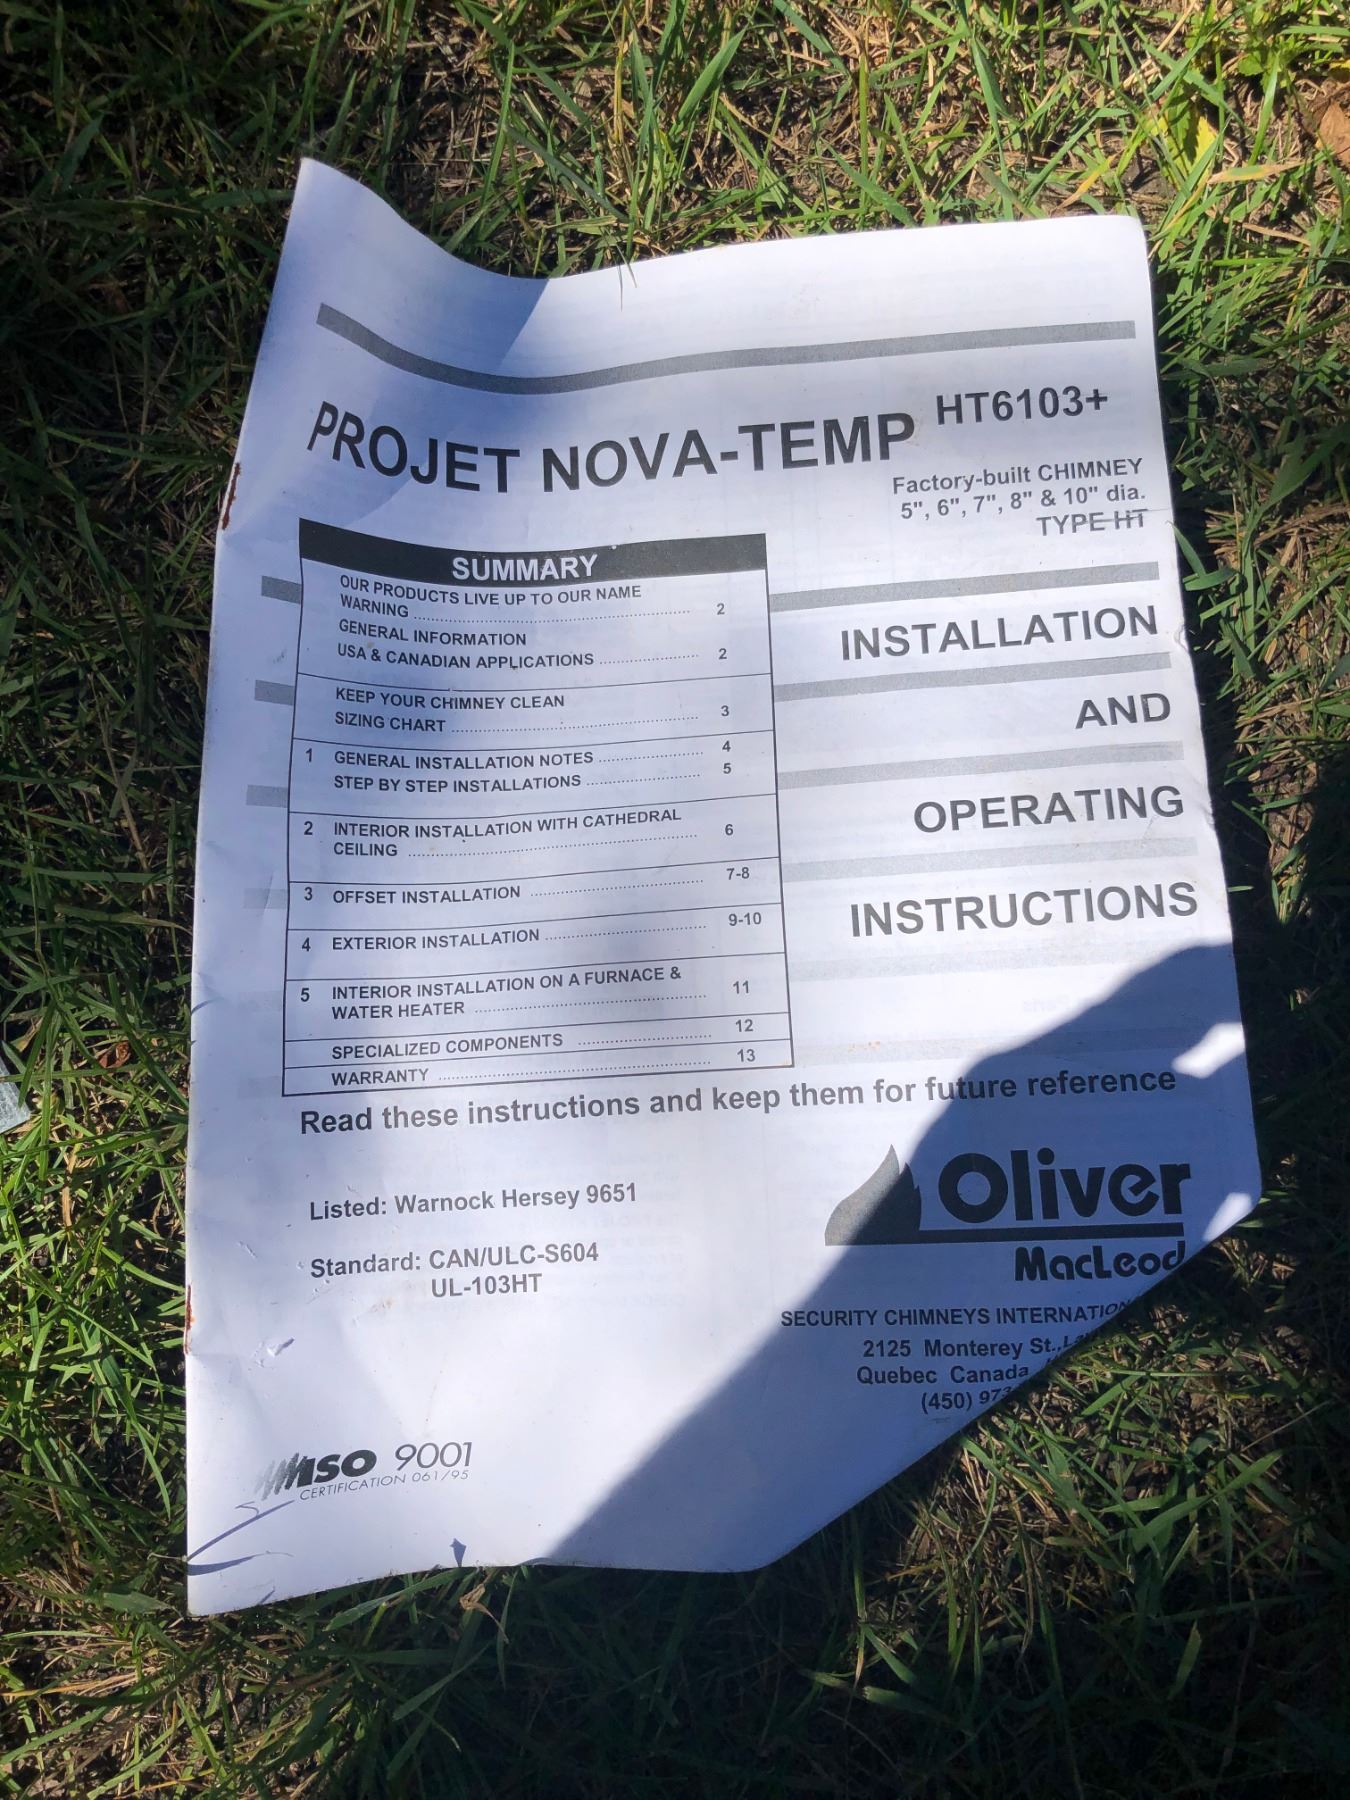 PROJET NOVA-TEMP HT6103+
Factory-built CHIMNEY
5", 6", 7", 8" & 10" dia.
TYPE HT
SUMMARY
OUR PRODUCTS LIVE UP TO OUR NAME
WARNING ........................ 2
GENERAL INFORMATION
USA & CANADIAN APPLICATIONS ........................ 2
KEEP YOUR CHIMNEY CLEAN
SIZING CHART ........................ 3
1 GENERAL INSTALLATION NOTES ........................ 4
STEP BY STEP INSTALLATIONS ........................ 5
2 INTERIOR INSTALLATION WITH CATHEDRAL
CEILING ........................ 6
3 OFFSET INSTALLATION ........................ 7-8
4 EXTERIOR INSTALLATION ........................ 9-10
5 INTERIOR INSTALLATION ON A FURNACE &
WATER HEATER ........................ 11
SPECIALIZED COMPONENTS ........................ 12
WARRANTY ........................ 13
INSTALLATION
AND
OPERATING
INSTRUCTIONS
Read these instructions and keep them for future reference
Listed: Warnock Hersey 9651
Standard: CAN/ULC-S604
UL-103HT
Oliver
MacLeod
SECURITY CHIMNEYS
2125 Monterey St.,
Quebec Canada
(450)
ISO 9001
CERTIFICATION 061/95